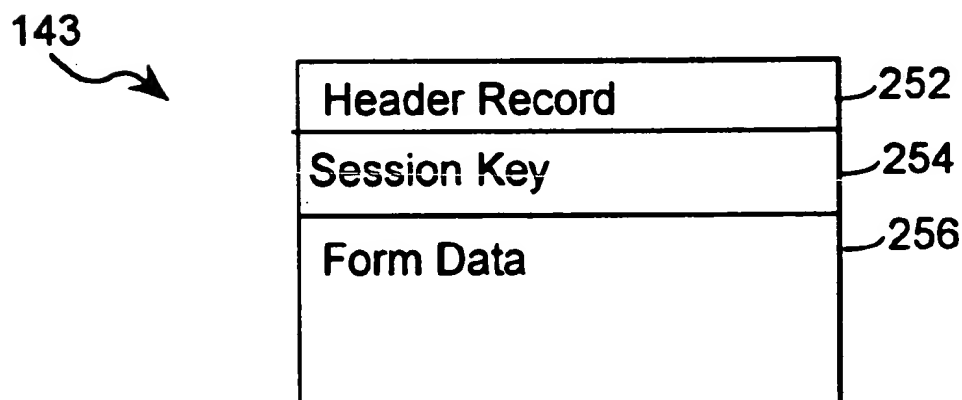 143
Header Record
252
Session Key
254
Form Data
256